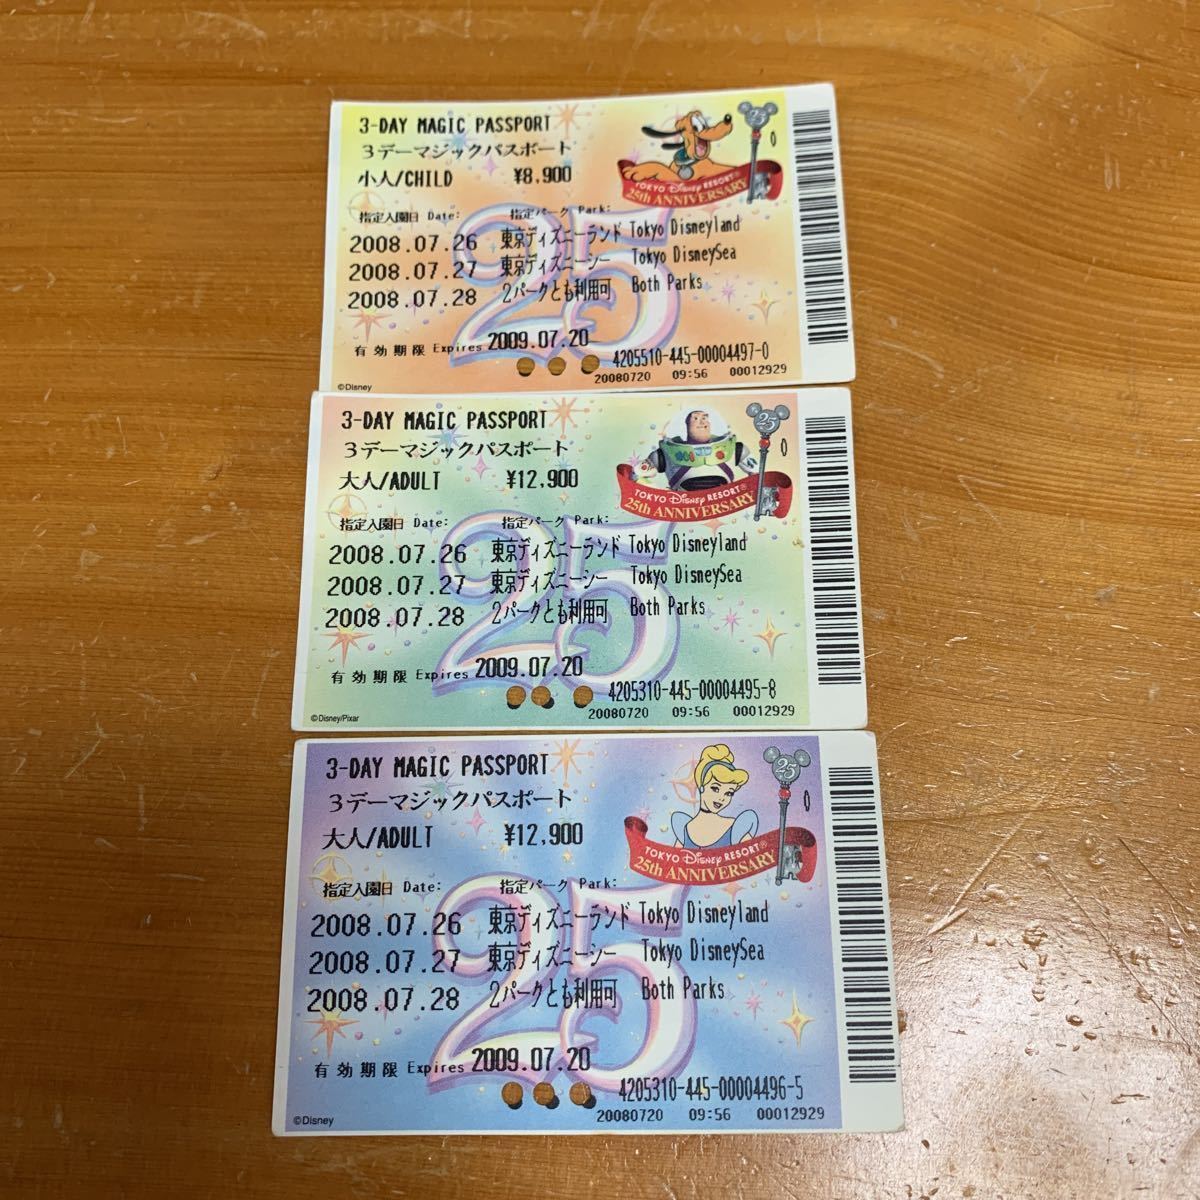 3-DAY MAGIC PASSPORT
3デーマジックパスポート
小人/CHILD ¥8,900
25
TOKYO Disney RESORT®
25th ANNIVERSARY
指定入園日 Date: 指定パーク Park:
2008.07.26 東京ディズニーランド Tokyo Disneyland
2008.07.27 東京ディズニーシー Tokyo DisneySea
2008.07.28 2パークとも利用可 Both Parks
25
有効期限 Expires 2009.07.20
4205510-445-00004497-0
20080720 09:56 00012929
©Disney
0
3-DAY MAGIC PASSPORT
3デーマジックパスポート
大人/ADULT ¥12,900
25
TOKYO Disney RESORT®
25th ANNIVERSARY
指定入園日 Date: 指定パーク Park:
2008.07.26 東京ディズニーランド Tokyo Disneyland
2008.07.27 東京ディズニーシー Tokyo DisneySea
2008.07.28 2パークとも利用可 Both Parks
25
有効期限 Expires 2009.07.20
4205310-445-00004495-8
20080720 09:56 00012929
©Disney/Pixar
0
3-DAY MAGIC PASSPORT
3デーマジックパスポート
大人/ADULT ¥12,900
25
TOKYO Disney RESORT®
25th ANNIVERSARY
指定入園日 Date: 指定パーク Park:
2008.07.26 東京ディズニーランド Tokyo Disneyland
2008.07.27 東京ディズニーシー Tokyo DisneySea
2008.07.28 2パークとも利用可 Both Parks
25
有効期限 Expires 2009.07.20
4205310-445-00004496-5
20080720 09:56 00012929
©Disney
0